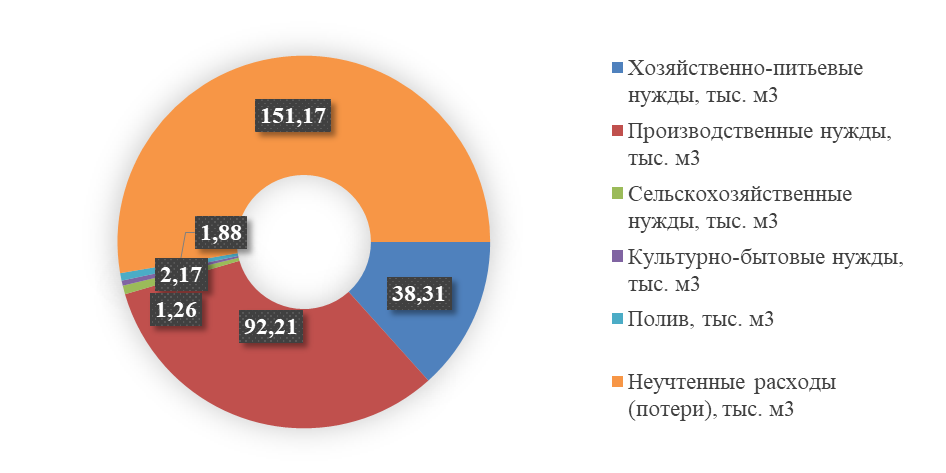 151,17
1,88
2,17
1,26
92,21
38,31
Хозяйственно-питьевые
нужды, тыс. м3
Производственные нужды,
тыс. м3
Сельскохозяйственные
нужды, тыс. м3
Культурно-бытовые нужды,
тыс. м3
Полив, тыс. м3
Неучтенные расходы
(потери), тыс. м3